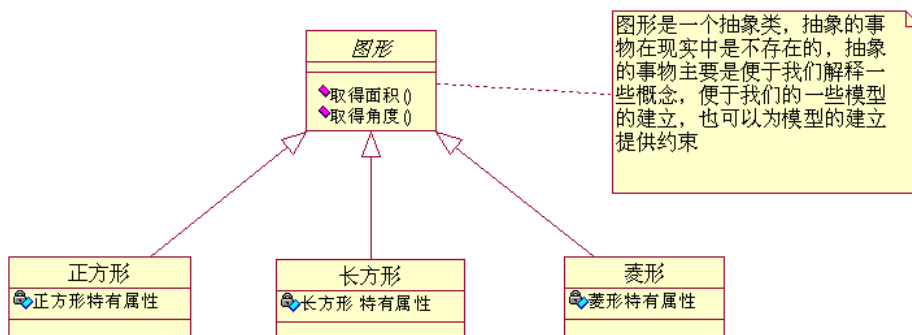 图形
取得面积()
取得角度()
图形是一个抽象类，抽象的事
物在现实中是不存在的，抽象
的事物主要是便于我们解释一
些概念，便于我们的一些模型
的建立，也可以为模型的建立
提供约束
正方形
正方形特有属性
长方形
长方形 特有属性
菱形
菱形特有属性